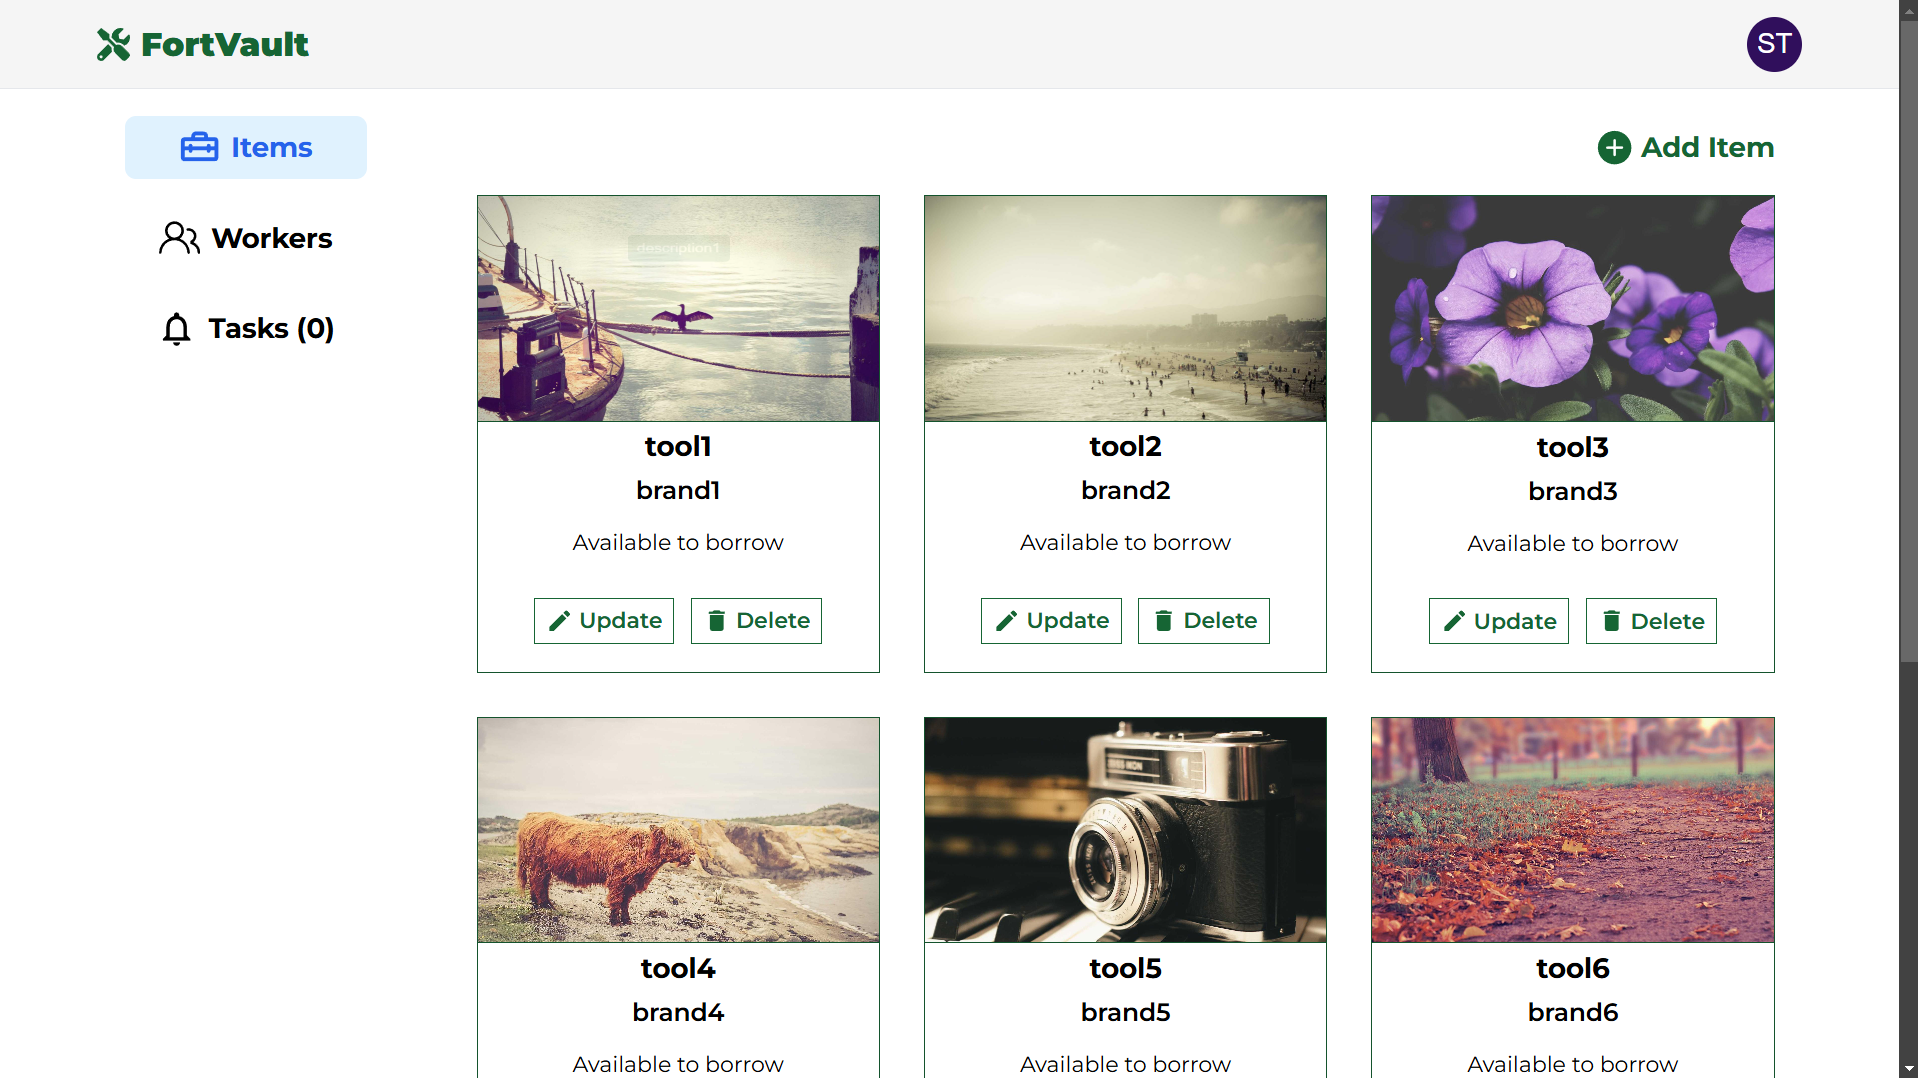 FortVault
ST
Items
Add Item
Workers
Tasks (0)
description1
tool1
brand1
Available to borrow
Update
Delete
tool2
brand2
Available to borrow
Update
Delete
tool3
brand3
Available to borrow
Update
Delete
tool4
brand4
Available to borrow
tool5
brand5
Available to borrow
tool6
brand6
Available to borrow